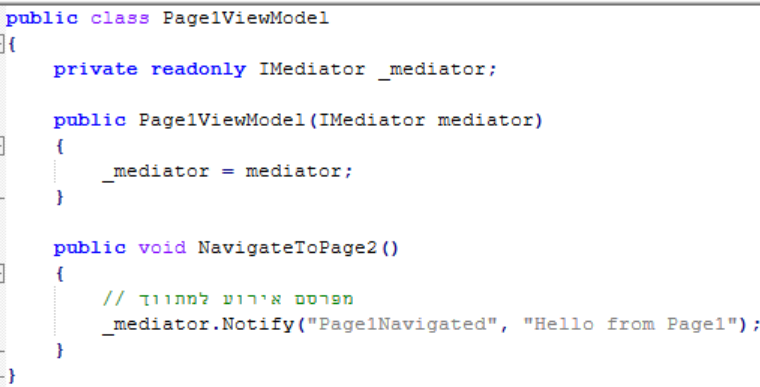 public class Page1ViewModel
{
    private readonly IMediator _mediator;

    public Page1ViewModel(IMediator mediator)
    {
        _mediator = mediator;
    }

    public void NavigateToPage2()
    {
        // מפרסם אירוע למתווך
        _mediator.Notify("Page1Navigated", "Hello from Page1");
    }
}